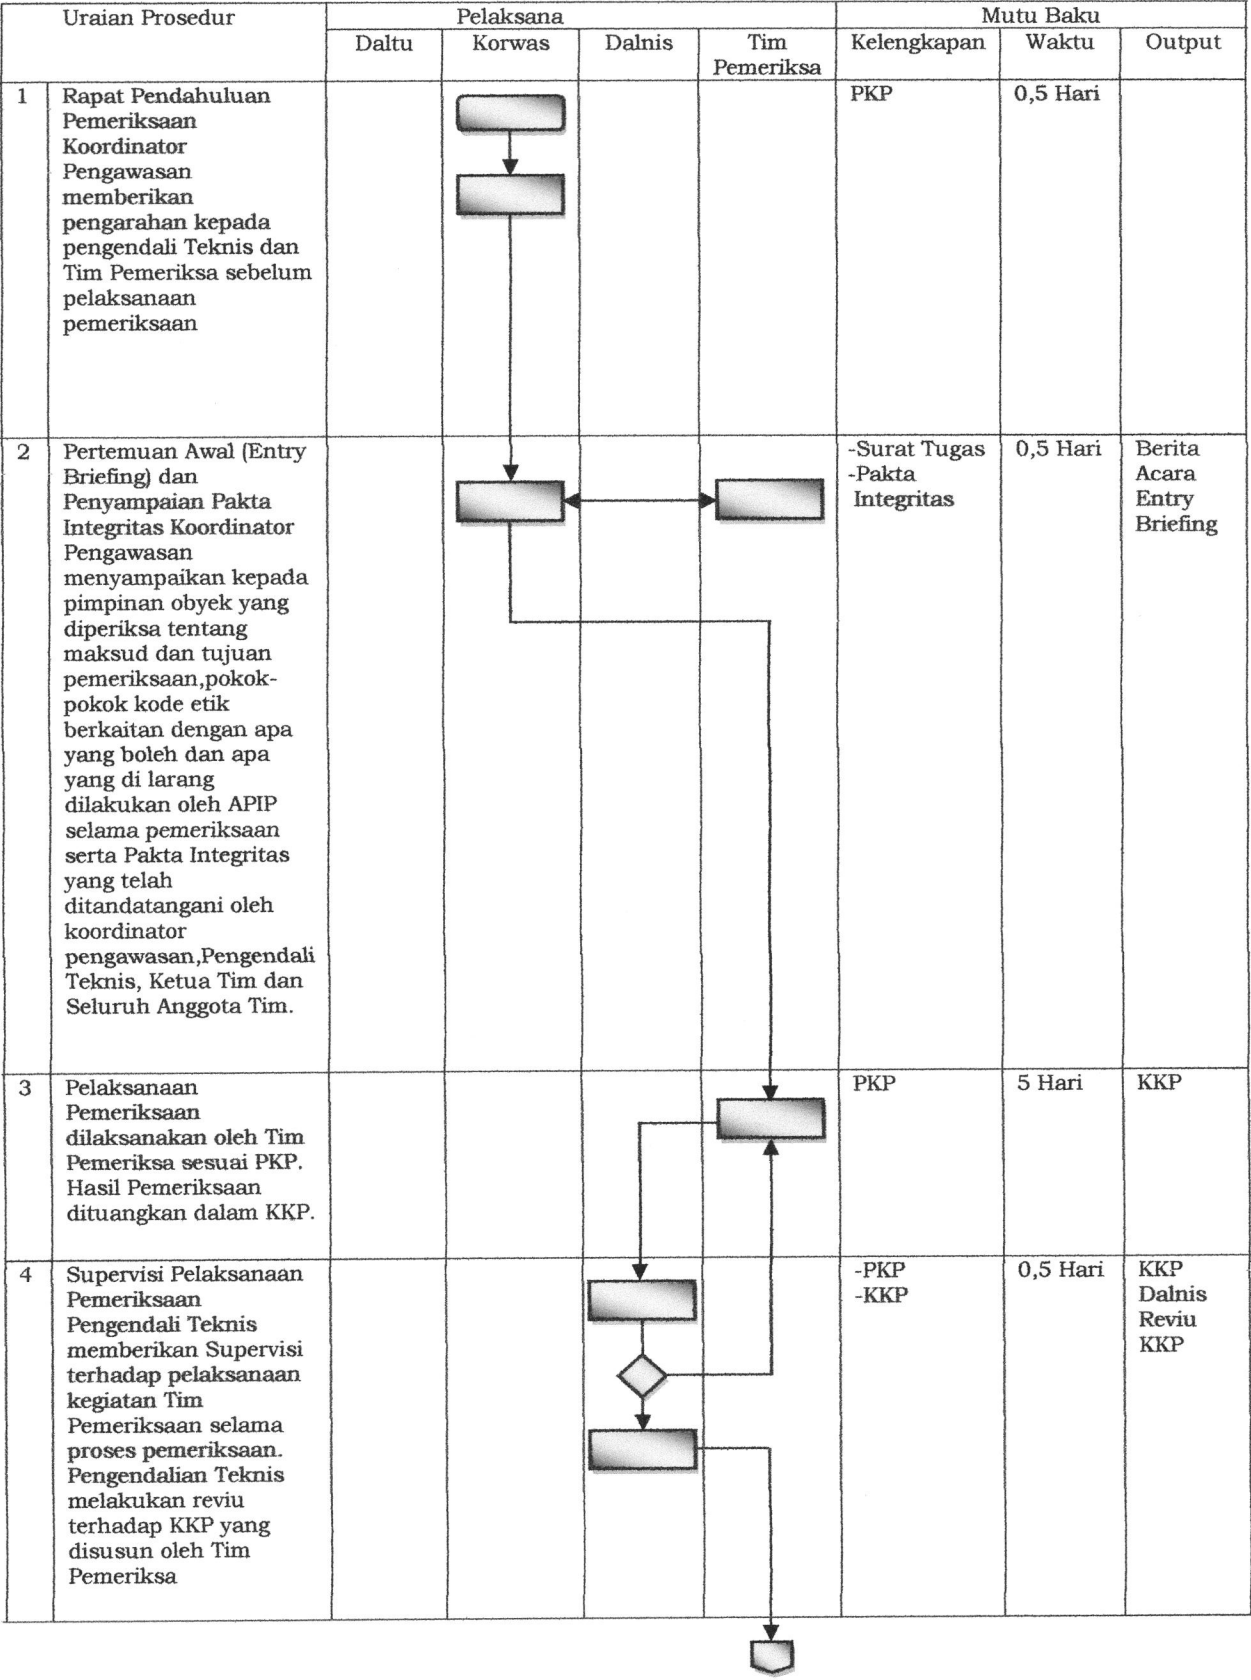 Uraian Prosedur
Pelaksana
Mutu Baku
Daltu
Korwas
Dalnis
Tim
Pemeriksa
Kelengkapan
Waktu
Output
1
Rapat Pendahuluan
Pemeriksaan
Koordinator
Pengawasan
memberikan
pengarahan kepada
pengendali Teknis dan
Tim Pemeriksa sebelum
pelaksanaan
pemeriksaan
PKP
0,5 Hari
2
Pertemuan Awal (Entry
Briefing) dan
Penyampaian Pakta
Integritas Koordinator
Pengawasan
menyampaikan kepada
pimpinan obyek yang
diperiksa tentang
maksud dan tujuan
pemeriksaan,pokok-
pokok kode etik
berkaitan dengan apa
yang boleh dan apa
yang di larang
dilakukan oleh APIP
selama pemeriksaan
serta Pakta Integritas
yang telah
ditandatangani oleh
koordinator
pengawasan,Pengendali
Teknis, Ketua Tim dan
Seluruh Anggota Tim.
-Surat Tugas
-Pakta
Integritas
0,5 Hari
Berita
Acara
Entry
Briefing
3
Pelaksanaan
Pemeriksaan
dilaksanakan oleh Tim
Pemeriksa sesuai PKP.
Hasil Pemeriksaan
dituangkan dalam KKP.
PKP
5 Hari
KKP
4
Supervisi Pelaksanaan
Pemeriksaan
Pengendali Teknis
memberikan Supervisi
terhadap pelaksanaan
kegiatan Tim
Pemeriksaan selama
proses pemeriksaan.
Pengendalian Teknis
melakukan reviu
terhadap KKP yang
disusun oleh Tim
Pemeriksa
-PKP
-KKP
0,5 Hari
KKP
Dalnis
Reviu
KKP